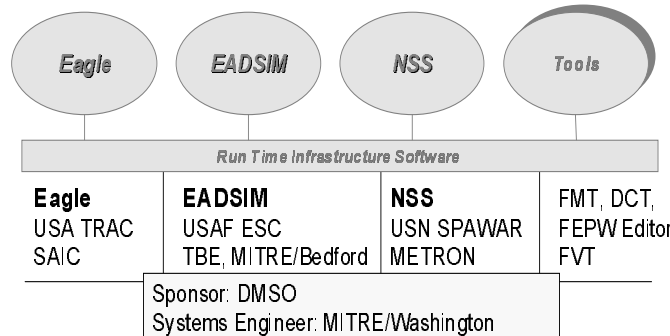 Eagle
EADSIM
NSS
Tools
Run Time Infrastructure Software
Eagle
USA TRAC
SAIC
EADSIM
USAF ESC
TBE, MITRE/Bedford
NSS
USN SPAWAR
METRON
FMT, DCT,
FEPW Editor
FVT
Sponsor: DMSO
Systems Engineer: MITRE/Washington